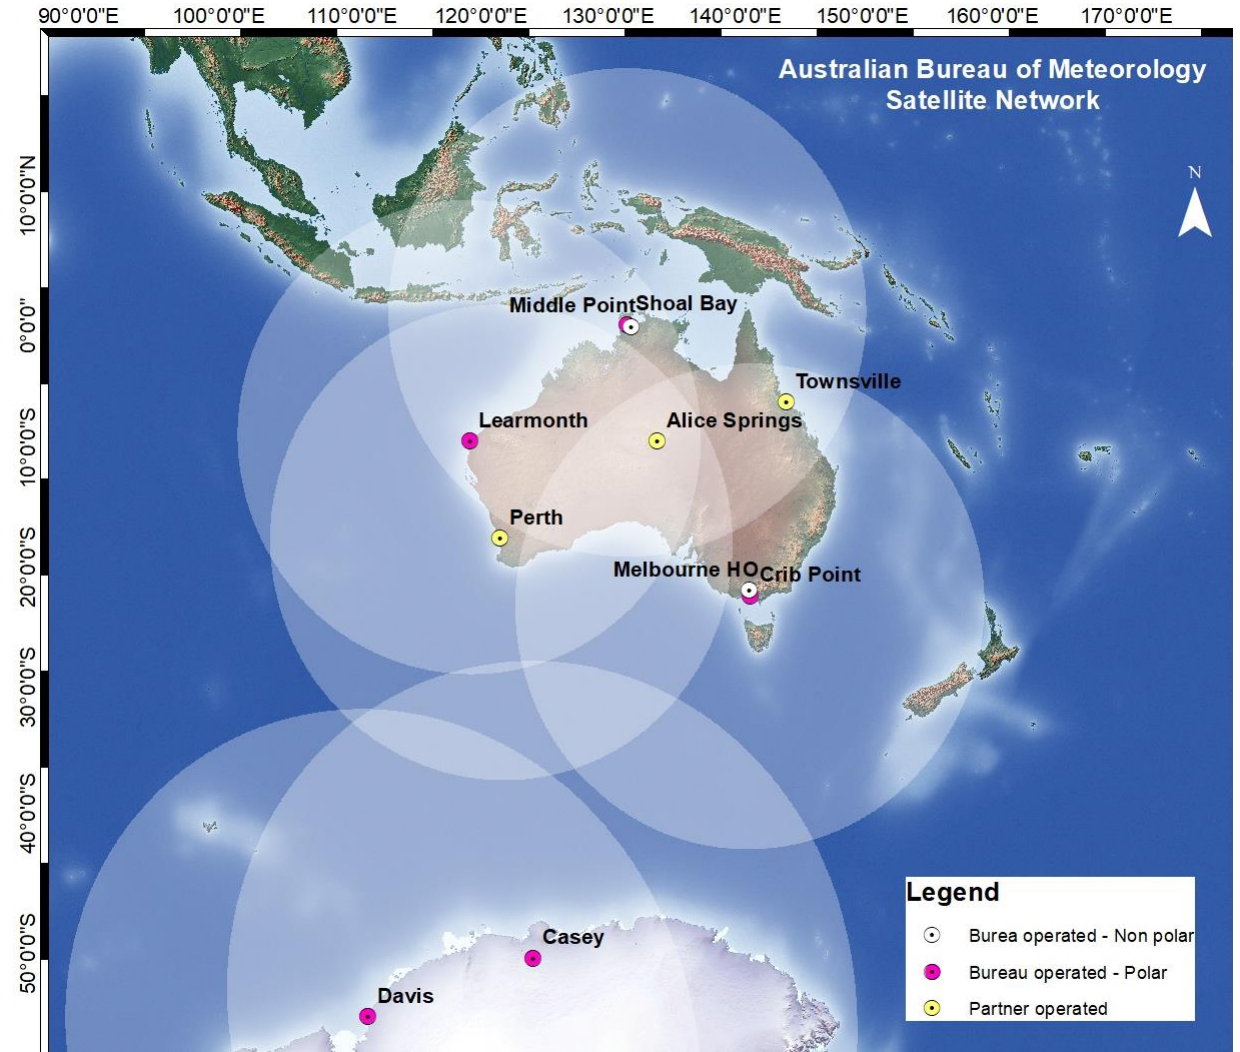 90°0'0"E 100°0'0"E 110°0'0"E 120°0'0"E 130°0'0"E 140°0'0"E 150°0'0"E 160°0'0"E 170°0'0"E
Australian Bureau of Meteorology
Satellite Network
N
10°0'0"N
0°0'0"
10°0'0"S
20°0'0"S
30°0'0"S
40°0'0"S
50°0'0"S
Middle Point Shoal Bay
Townsville
Learmonth
Alice Springs
Perth
Melbourne HO Crib Point
Casey
Davis
Legend
Burea operated - Non polar
Bureau operated - Polar
Partner operated